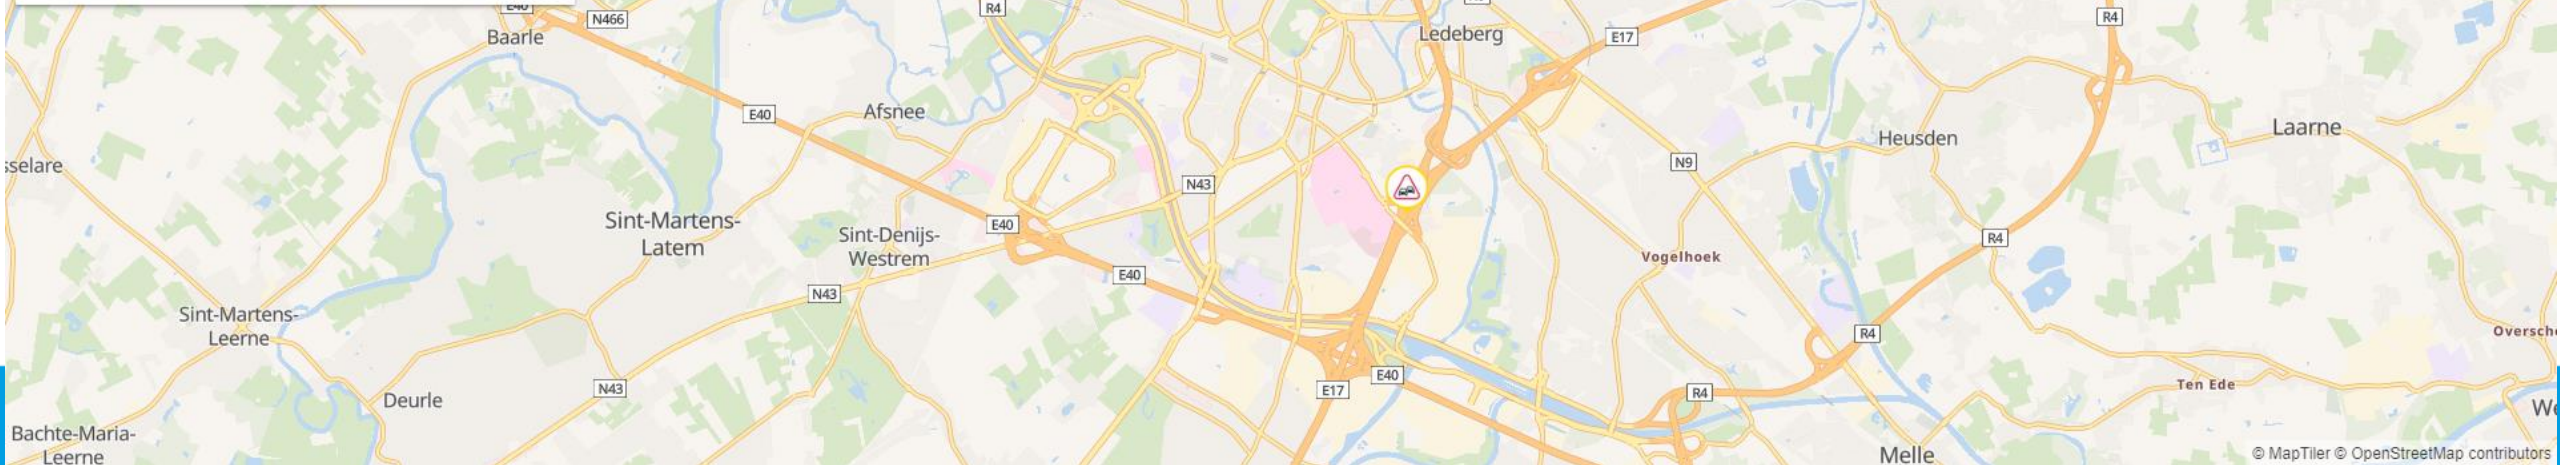 E40
N466
R4
R4
Baarle
Ledeberg
E17
E40
Afsnee
Laarne
Heusden
N9
sselare
N43
Sint-Martens-
Latem
E40
Sint-Denijs-
Westrem
R4
Vogelhoek
E40
N43
Sint-Martens-
Leerne
R4
Oversch
E40
Ten Ede
N43
E17
R4
Deurle
We
Bachte-Maria-
Leerne
Melle
© MapTiler © OpenStreetMap contributors